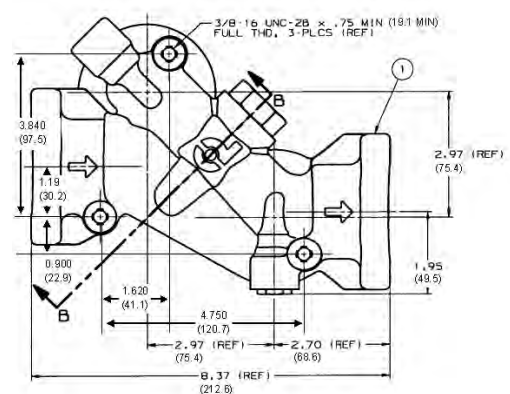 3/8-16 UNC-2B x .75 MIN (19.1 MIN)
FULL THD, 3-PLCS (REF)
1
B
3.840
(97.5)
2.97 (REF)
(75.4)
1.19
(30.2)
0.900
(22.9)
1.95
(49.5)
B
1.620
(41.1)
4.750
(120.7)
2.97 (REF)
(75.4)
2.70 (REF)
(68.6)
8.37 (REF)
(212.6)